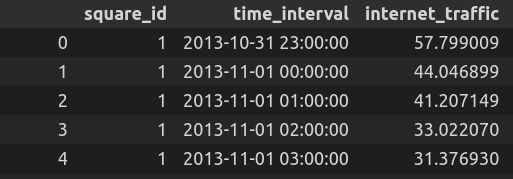 square_id time_interval internet_traffic
0 1 2013-10-31 23:00:00 57.799009
1 1 2013-11-01 00:00:00 44.046899
2 1 2013-11-01 01:00:00 41.207149
3 1 2013-11-01 02:00:00 33.022070
4 1 2013-11-01 03:00:00 31.376930